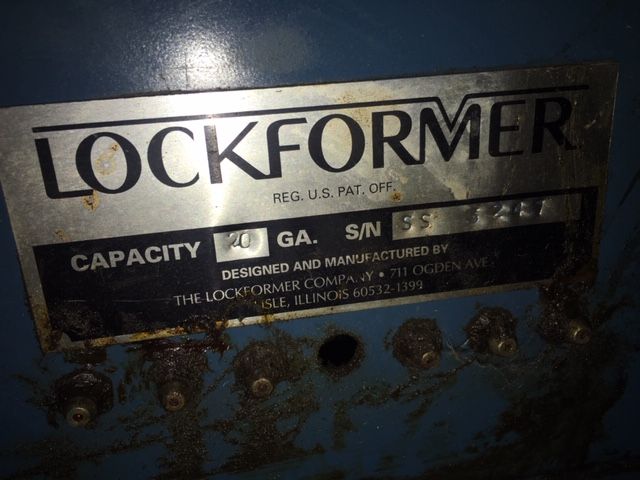 LOCKFORMER
REG. U.S. PAT. OFF.
CAPACITY 20 GA. S/N SS
DESIGNED AND MANUFACTURED BY
THE LOCKFORMER COMPANY • 711 OGDEN AVE.
ILLINOIS 60532-1399